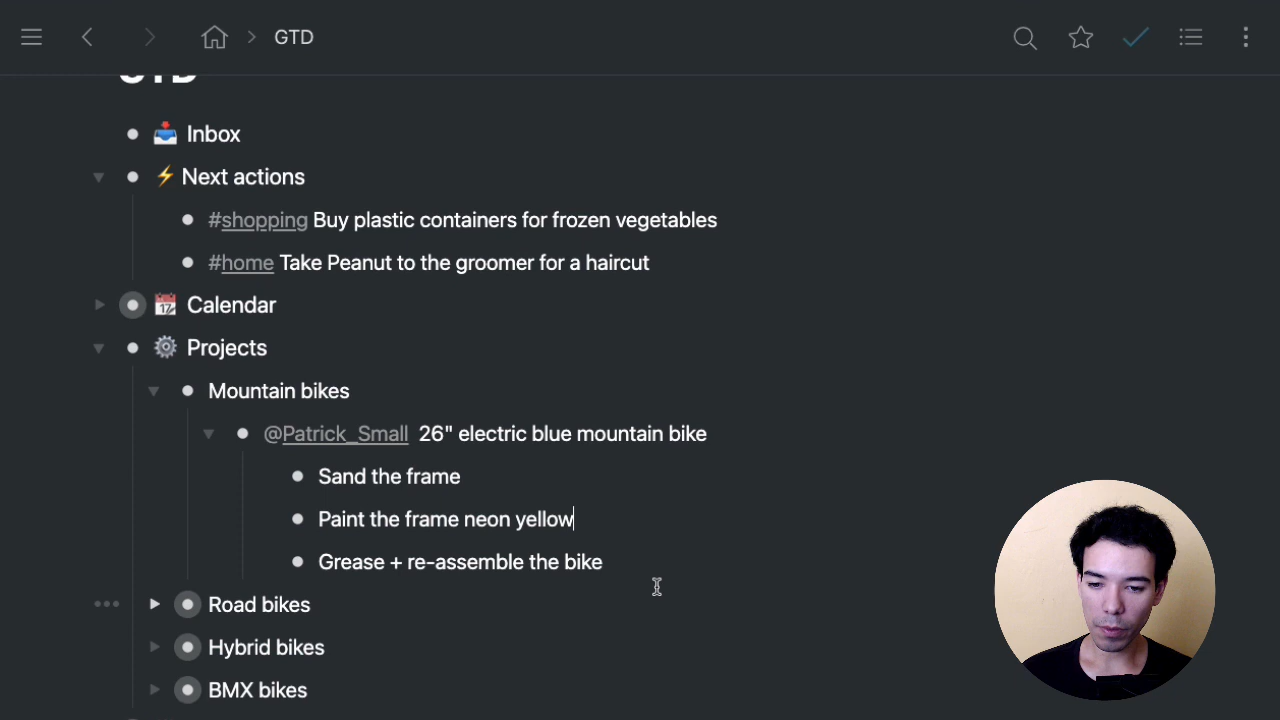 GTD
GTD
Inbox
Next actions
#shopping Buy plastic containers for frozen vegetables
#home Take Peanut to the groomer for a haircut
17 Calendar
Projects
Mountain bikes
@Patrick_Small 26" electric blue mountain bike
Sand the frame
Paint the frame neon yellow
Grease + re-assemble the bike
Road bikes
Hybrid bikes
BMX bikes